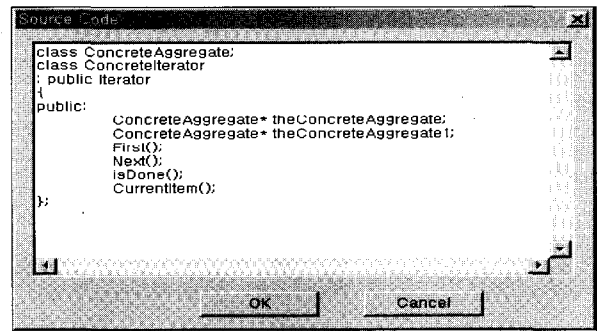 Source Code
class ConcreteAggregate;
class ConcreteIterator
: public Iterator
{
public:
ConcreteAggregate* theConcreteAggregate;
ConcreteAggregate* theConcreteAggregate1;
First();
Next();
isDone();
CurrentItem();
};
OK
Cancel